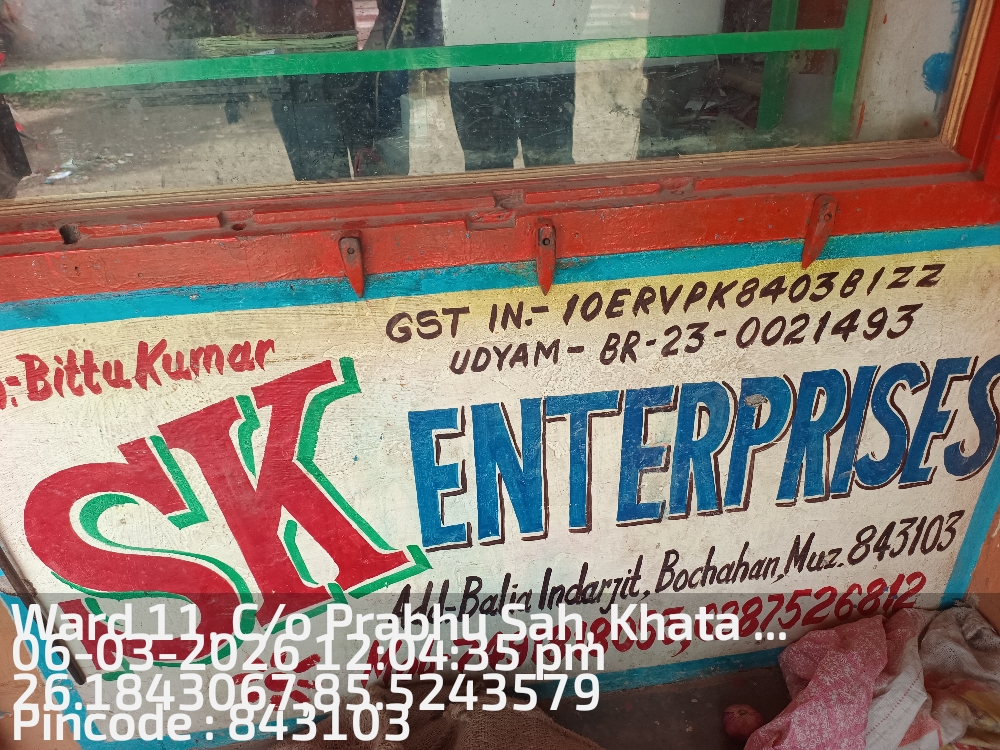 GST IN.- 10ERVPK8403B1ZZ
UDYAM- BR-23-0021493
:-Bittu Kumar
SK ENTERPRISES
Add-Balia Indarjit, Bochahan, Muz. 843103
Ward 11, C/o Prabhu Sah, Khata ...
06-03-2026 12:04:35 pm
26.1843067,85.5243579
Pincode : 843103